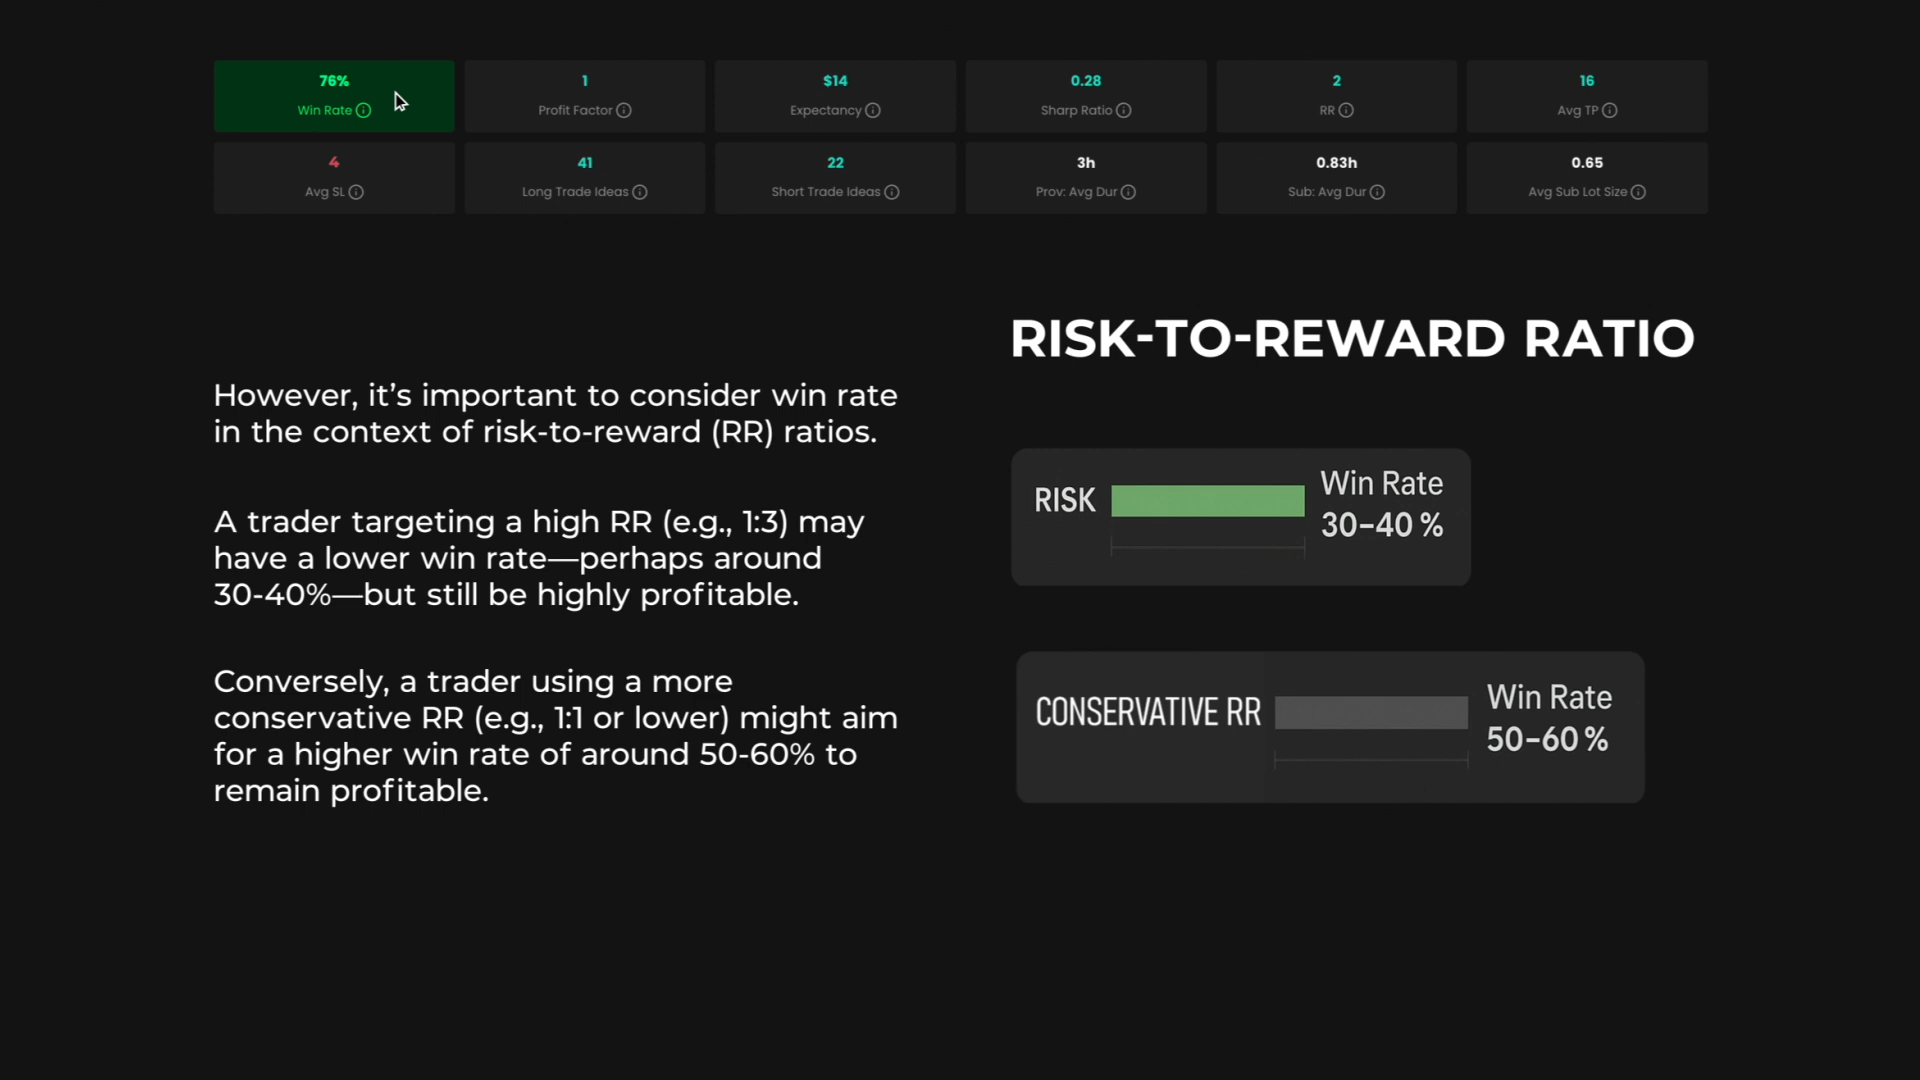 76%
Win Rate
1
Profit Factor
$14
Expectancy
0.28
Sharp Ratio
2
RR
16
Avg TP
4
Avg SL
41
Long Trade Ideas
22
Short Trade Ideas
3h
Prov: Avg Dur
0.83h
Sub: Avg Dur
0.65
Avg Sub Lot Size
However, it’s important to consider win rate
in the context of risk-to-reward (RR) ratios.
A trader targeting a high RR (e.g., 1:3) may
have a lower win rate—perhaps around
30-40%—but still be highly profitable.
Conversely, a trader using a more
conservative RR (e.g., 1:1 or lower) might aim
for a higher win rate of around 50-60% to
remain profitable.
RISK-TO-REWARD RATIO
RISK
Win Rate
30–40 %
CONSERVATIVE RR
Win Rate
50–60 %